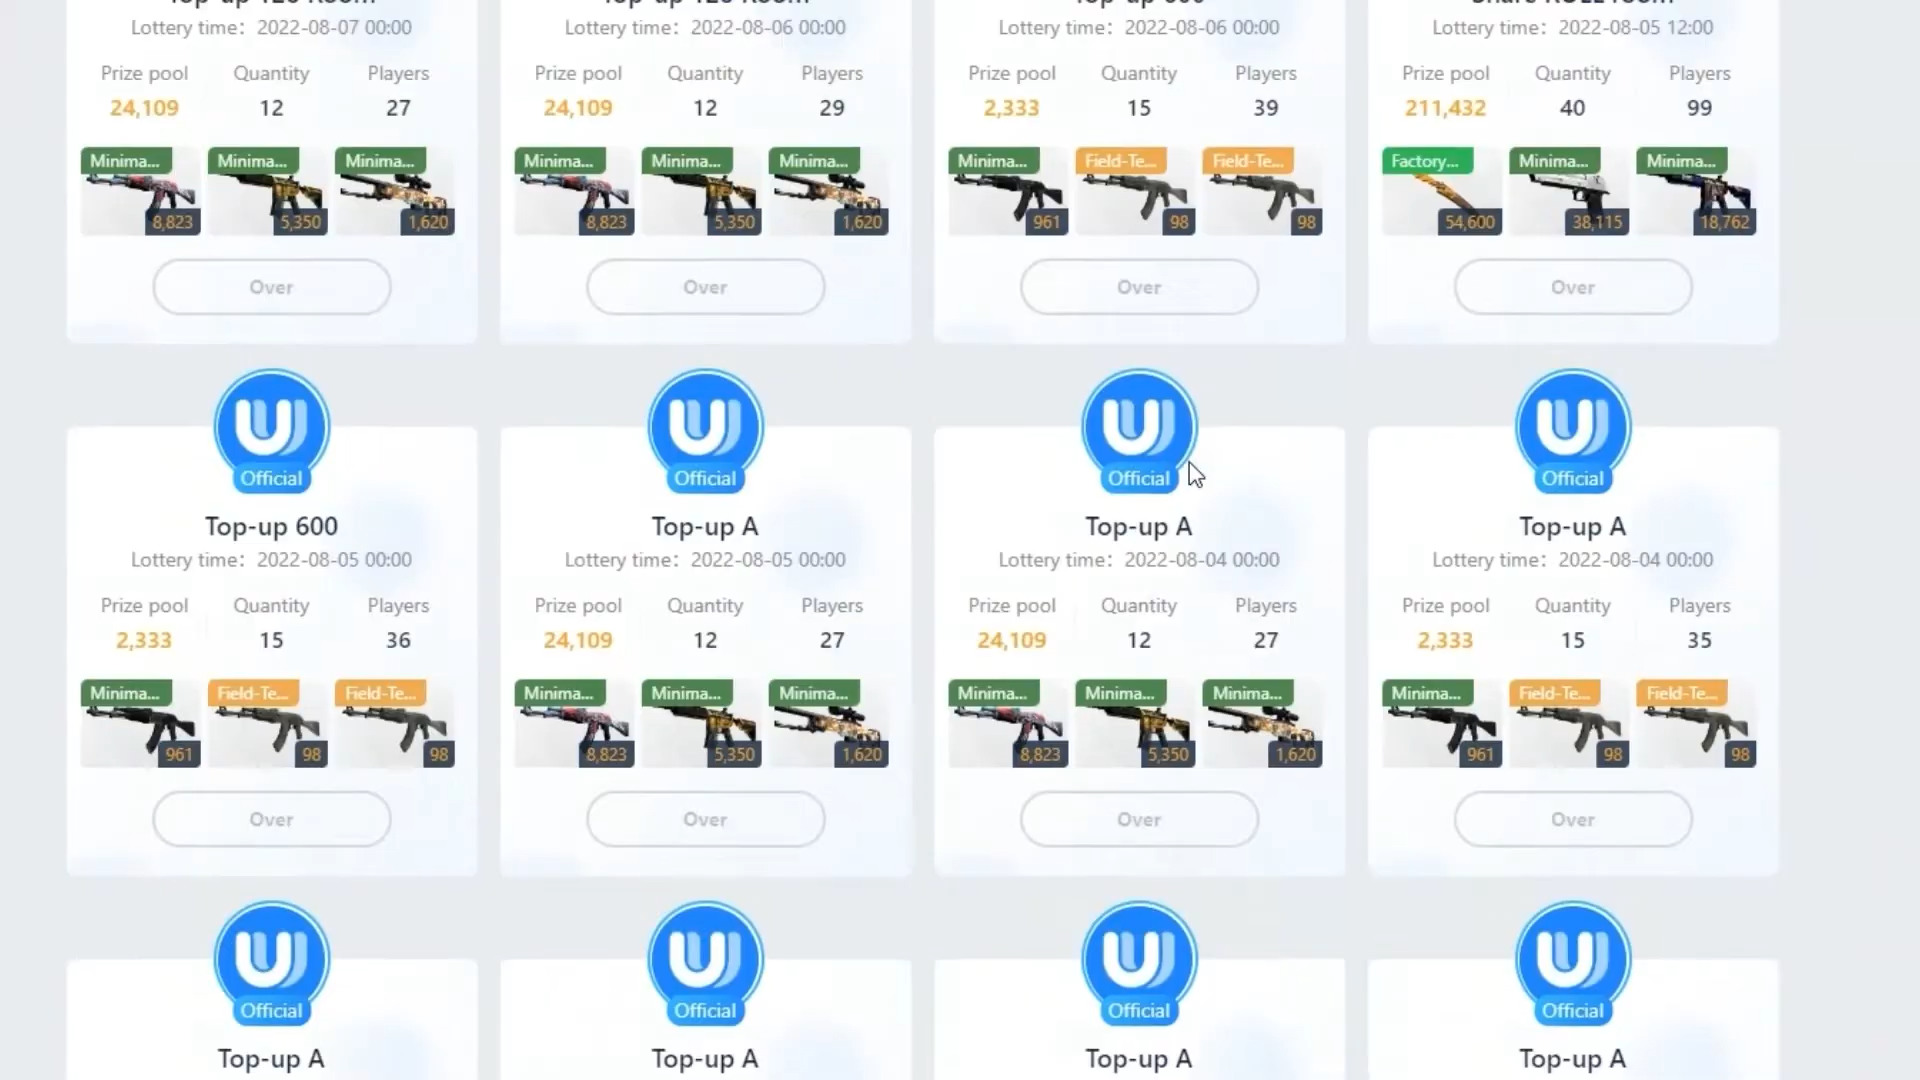 Lottery time: 2022-08-07 00:00
Prize pool Quantity Players
24,109 12 27
Minima... Minima... Minima...
8,823 5,350 1,620
Over
Lottery time: 2022-08-06 00:00
Prize pool Quantity Players
24,109 12 29
Minima... Minima... Minima...
8,823 5,350 1,620
Over
Lottery time: 2022-08-06 00:00
Prize pool Quantity Players
2,333 15 39
Minima... Field-Te... Field-Te...
961 98 98
Over
Lottery time: 2022-08-05 12:00
Prize pool Quantity Players
211,432 40 99
Factory... Minima... Minima...
54,600 38,115 18,762
Over
Official
Top-up 600
Lottery time: 2022-08-05 00:00
Prize pool Quantity Players
2,333 15 36
Minima... Field-Te... Field-Te...
961 98 98
Over
Official
Top-up A
Lottery time: 2022-08-05 00:00
Prize pool Quantity Players
24,109 12 27
Minima... Minima... Minima...
8,823 5,350 1,620
Over
Official
Top-up A
Lottery time: 2022-08-04 00:00
Prize pool Quantity Players
24,109 12 27
Minima... Minima... Minima...
8,823 5,350 1,620
Over
Official
Top-up A
Lottery time: 2022-08-04 00:00
Prize pool Quantity Players
2,333 15 35
Minima... Field-Te... Field-Te...
961 98 98
Over
Official
Top-up A
Official
Top-up A
Official
Top-up A
Official
Top-up A